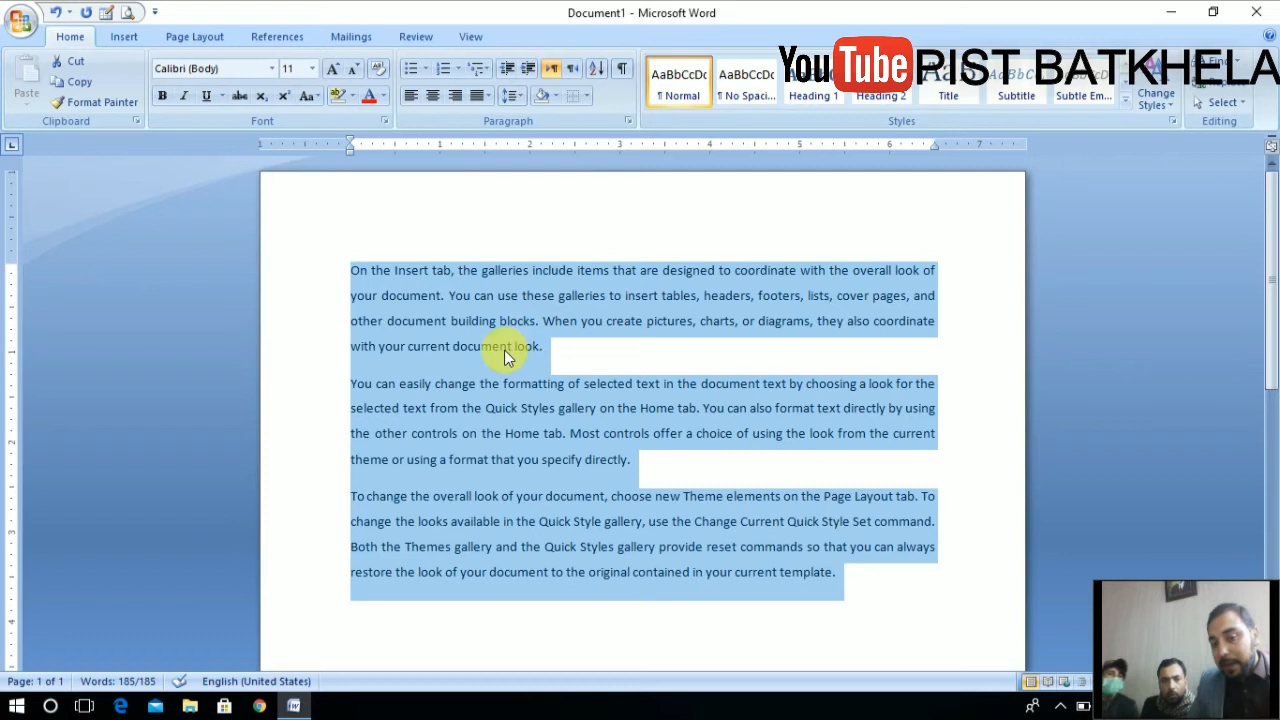 Document1 - Microsoft Word
Home Insert Page Layout References Mailings Review View
YouTube PIST BATKHELA
Paste
Cut
Copy
Format Painter
Clipboard
Calibri (Body) 11
B I U abc x₂ x² Aa
Font
Paragraph
AaBbCcDc AaBbCcDc
¶ Normal ¶ No Spaci... Heading 1 Heading 2 Title Subtitle Subtle Em...
Change Styles
Styles
Find
Select
Editing
On the Insert tab, the galleries include items that are designed to coordinate with the overall look of
your document. You can use these galleries to insert tables, headers, footers, lists, cover pages, and
other document building blocks. When you create pictures, charts, or diagrams, they also coordinate
with your current document look.
You can easily change the formatting of selected text in the document text by choosing a look for the
selected text from the Quick Styles gallery on the Home tab. You can also format text directly by using
the other controls on the Home tab. Most controls offer a choice of using the look from the current
theme or using a format that you specify directly.
To change the overall look of your document, choose new Theme elements on the Page Layout tab. To
change the looks available in the Quick Style gallery, use the Change Current Quick Style Set command.
Both the Themes gallery and the Quick Styles gallery provide reset commands so that you can always
restore the look of your document to the original contained in your current template.
Page: 1 of 1 Words: 185/185 English (United States)